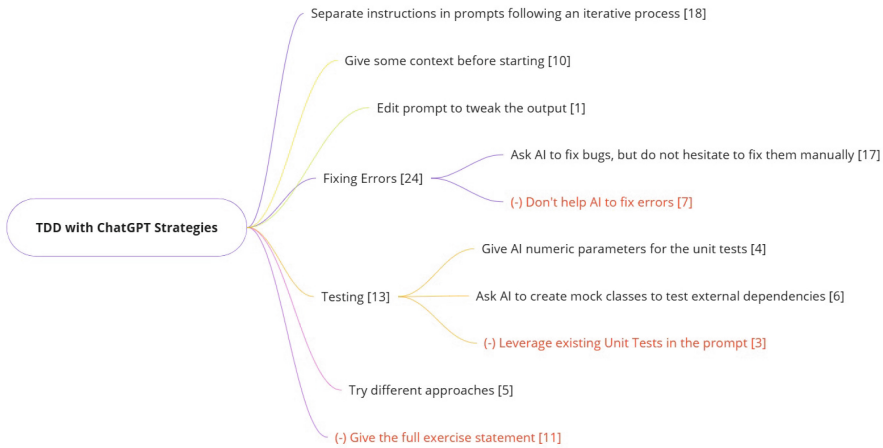 Separate instructions in prompts following an iterative process [18]
Give some context before starting [10]
Edit prompt to tweak the output [1]
Ask AI to fix bugs, but do not hesitate to fix them manually [17]
Fixing Errors [24]
(-) Don't help AI to fix errors [7]
TDD with ChatGPT Strategies
Give AI numeric parameters for the unit tests [4]
Testing [13]
Ask AI to create mock classes to test external dependencies [6]
(-) Leverage existing Unit Tests in the prompt [3]
Try different approaches [5]
(-) Give the full exercise statement [11]